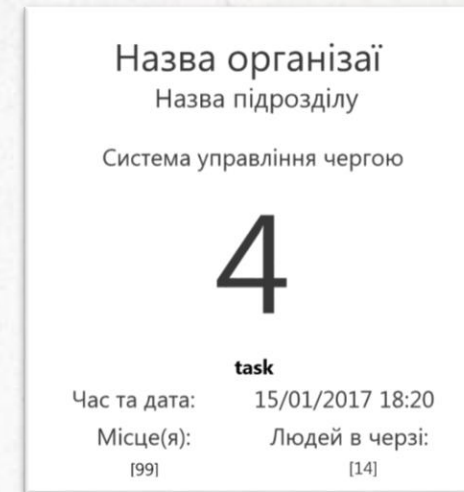 Назва організаї
Назва підрозділу
Система управління чергою
4
task
Час та дата: 15/01/2017 18:20
Місце(я): Людей в черзі:
[99] [14]